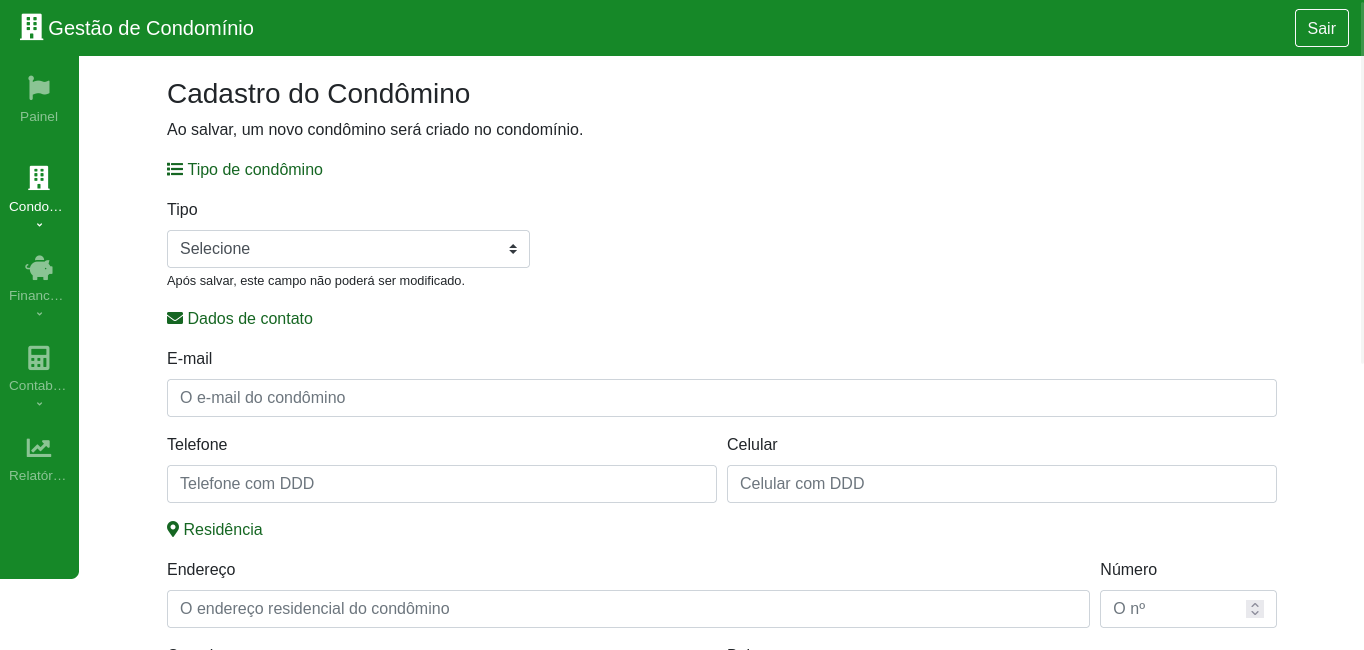 Gestão de Condomínio
Sair
Painel
Condo…
Financ…
Contab…
Relatór…
Cadastro do Condômino
Ao salvar, um novo condômino será criado no condomínio.
Tipo de condômino
Tipo
Selecione
Após salvar, este campo não poderá ser modificado.
Dados de contato
E-mail
O e-mail do condômino
Telefone
Celular
Telefone com DDD
Celular com DDD
Residência
Endereço
Número
O endereço residencial do condômino
O nº